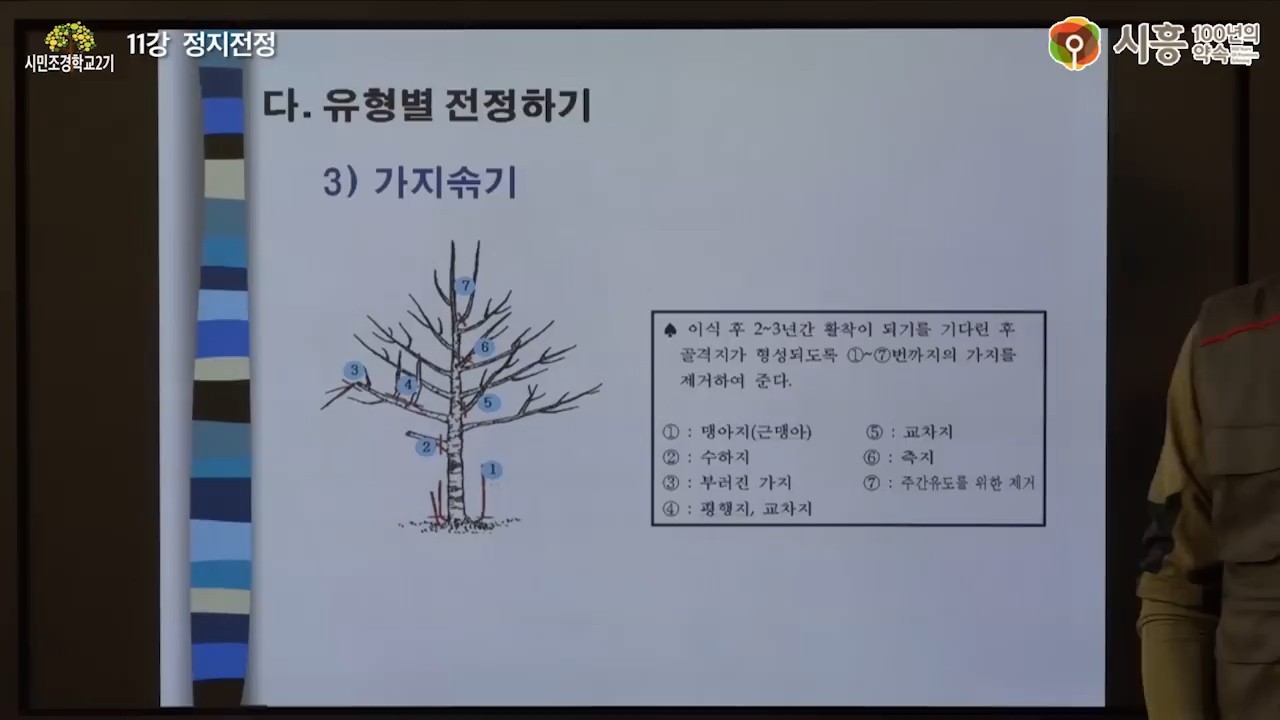 시민조경학교2기
11강 정지전정
시흥 100년의 약속
다. 유형별 전정하기
3) 가지솎기
7
6
3
4
5
2
1
♠ 이식 후 2~3년간 활착이 되기를 기다린 후
골격지가 형성되도록 ①~⑦번까지의 가지를
제거하여 준다.
① : 맹아지(근맹아)
⑤ : 교차지
② : 수하지
⑥ : 측지
③ : 부러진 가지
⑦ : 주간유도를 위한 제거
④ : 평행지, 교차지